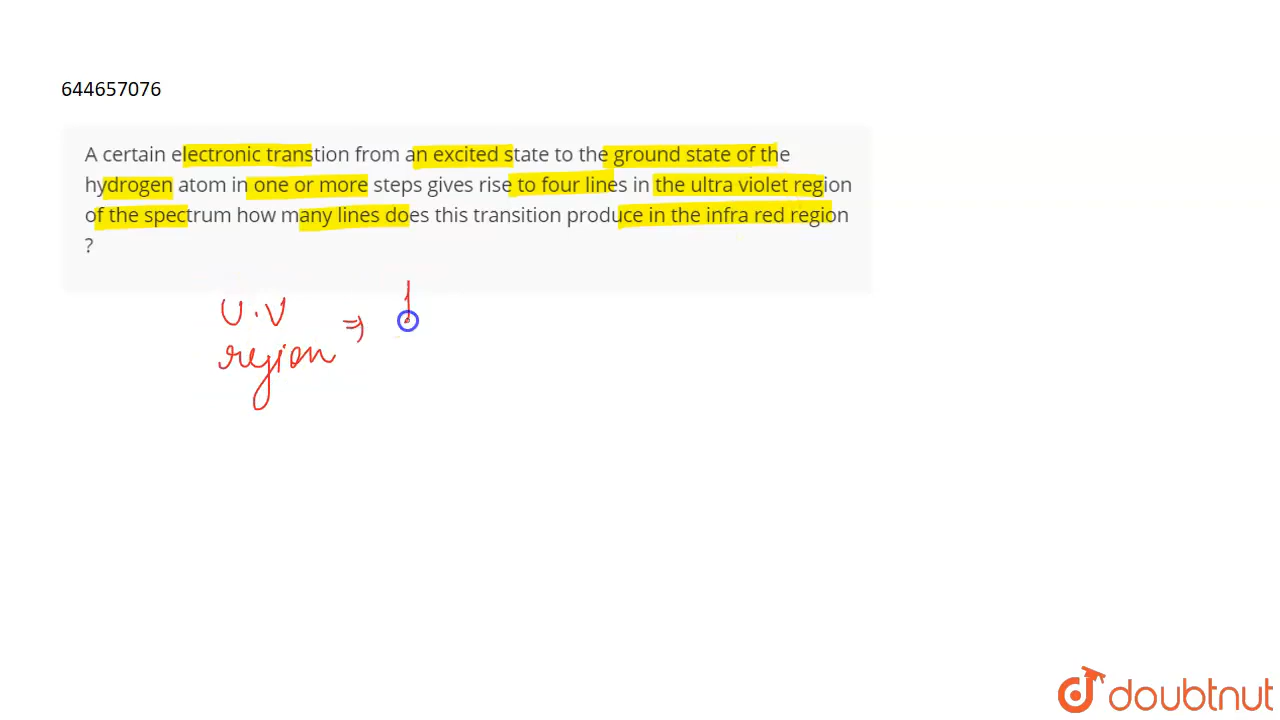 644657076
A certain electronic transtion from an excited state to the ground state of the
hydrogen atom in one or more steps gives rise to four lines in the ultra violet region
of the spectrum how many lines does this transition produce in the infra red region
?
U.V
region ⇒
doubtnut